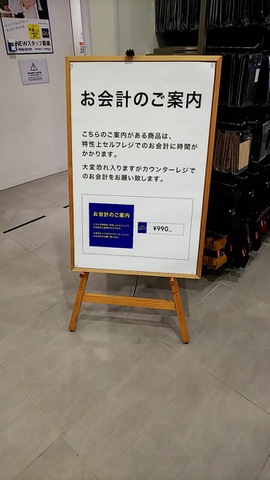 NEWスタッフ募集
お会計のご案内
こちらのご案内がある商品は、
特性上セルフレジでのお会計に時間が
かかります。
大変恐れ入りますがカウンターレジで
のお会計をお願い致します。
お会計のご案内
¥990